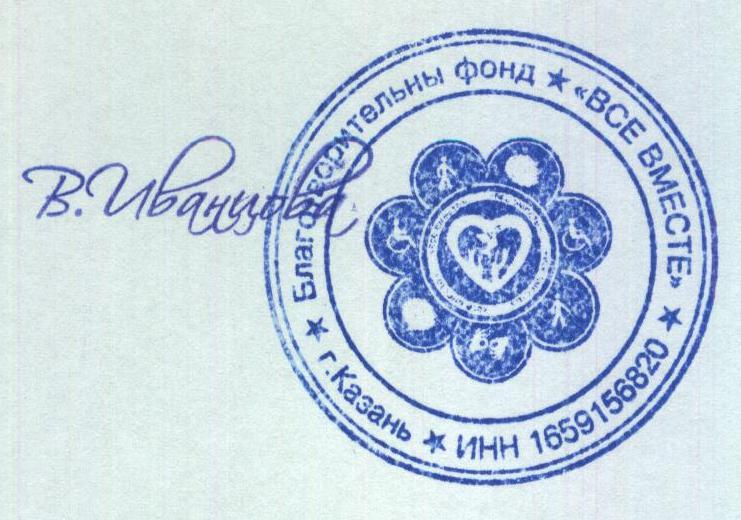 В.Иванцова
Благотворительны фонд ★ «ВСЕ ВМЕСТЕ» ★ ИНН 1659156820 ★ г.Казань ★